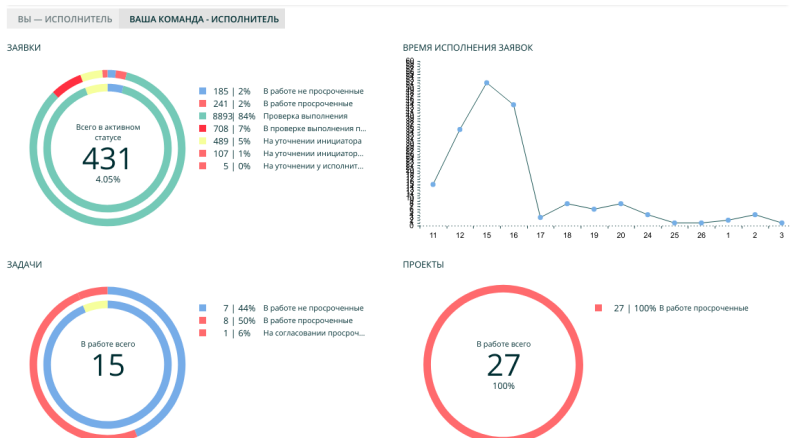 ВЫ — ИСПОЛНИТЕЛЬ ВАША КОМАНДА - ИСПОЛНИТЕЛЬ
ЗАЯВКИ
Всего в активном
статусе
431
4.05%
185 | 2% В работе не просроченные
241 | 2% В работе просроченные
8893| 84% Проверка выполнения
708 | 7% В проверке выполнения п...
489 | 5% На уточнении инициатора
107 | 1% На уточнении инициатор...
5 | 0% На уточнении у исполнит...
ВРЕМЯ ИСПОЛНЕНИЯ ЗАЯВОК
11 12 15 16 17 18 19 20 24 25 26 1 2 3
ЗАДАЧИ
В работе всего
15
7 | 44% В работе не просроченные
8 | 50% В работе просроченные
1 | 6% На согласовании просроч...
ПРОЕКТЫ
В работе всего
27
100%
27 | 100% В работе просроченные